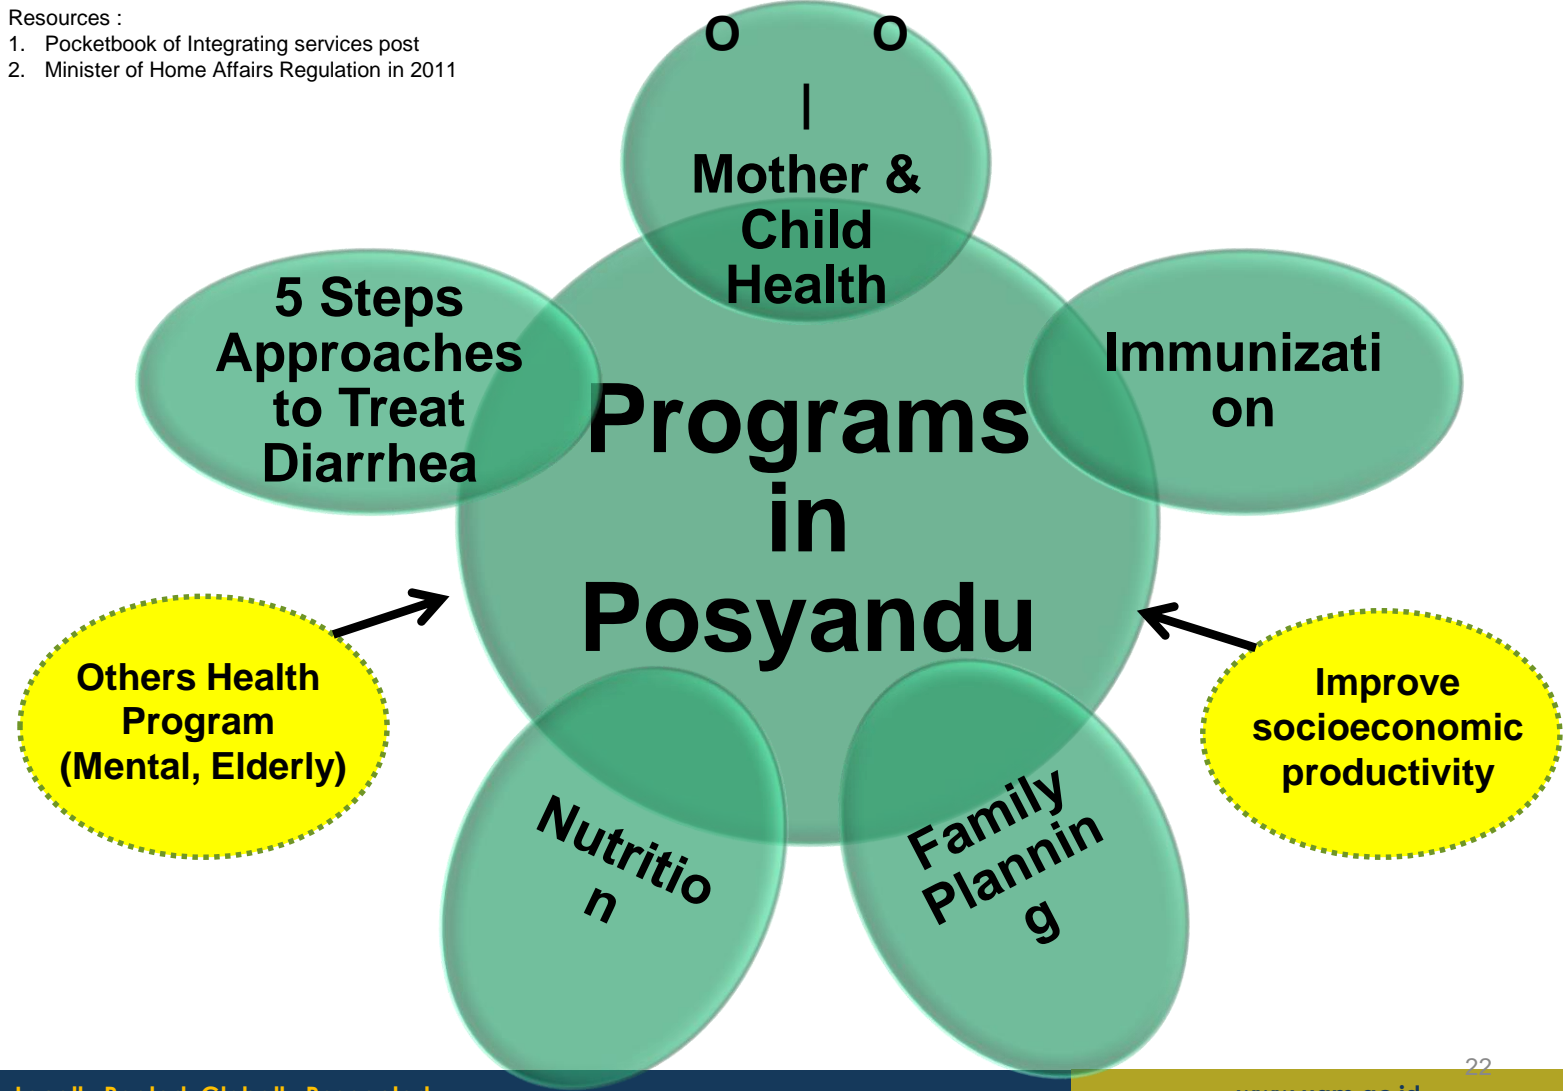 Resources :
1. Pocketbook of Integrating services post
2. Minister of Home Affairs Regulation in 2011
O O
|
Mother &
Child
Health
5 Steps
Approaches
to Treat
Diarrhea
Immunizati
on
Programs
in
Posyandu
Others Health
Program
(Mental, Elderly)
Improve
socioeconomic
productivity
Nutritio
n
Family
Plannin
g
22